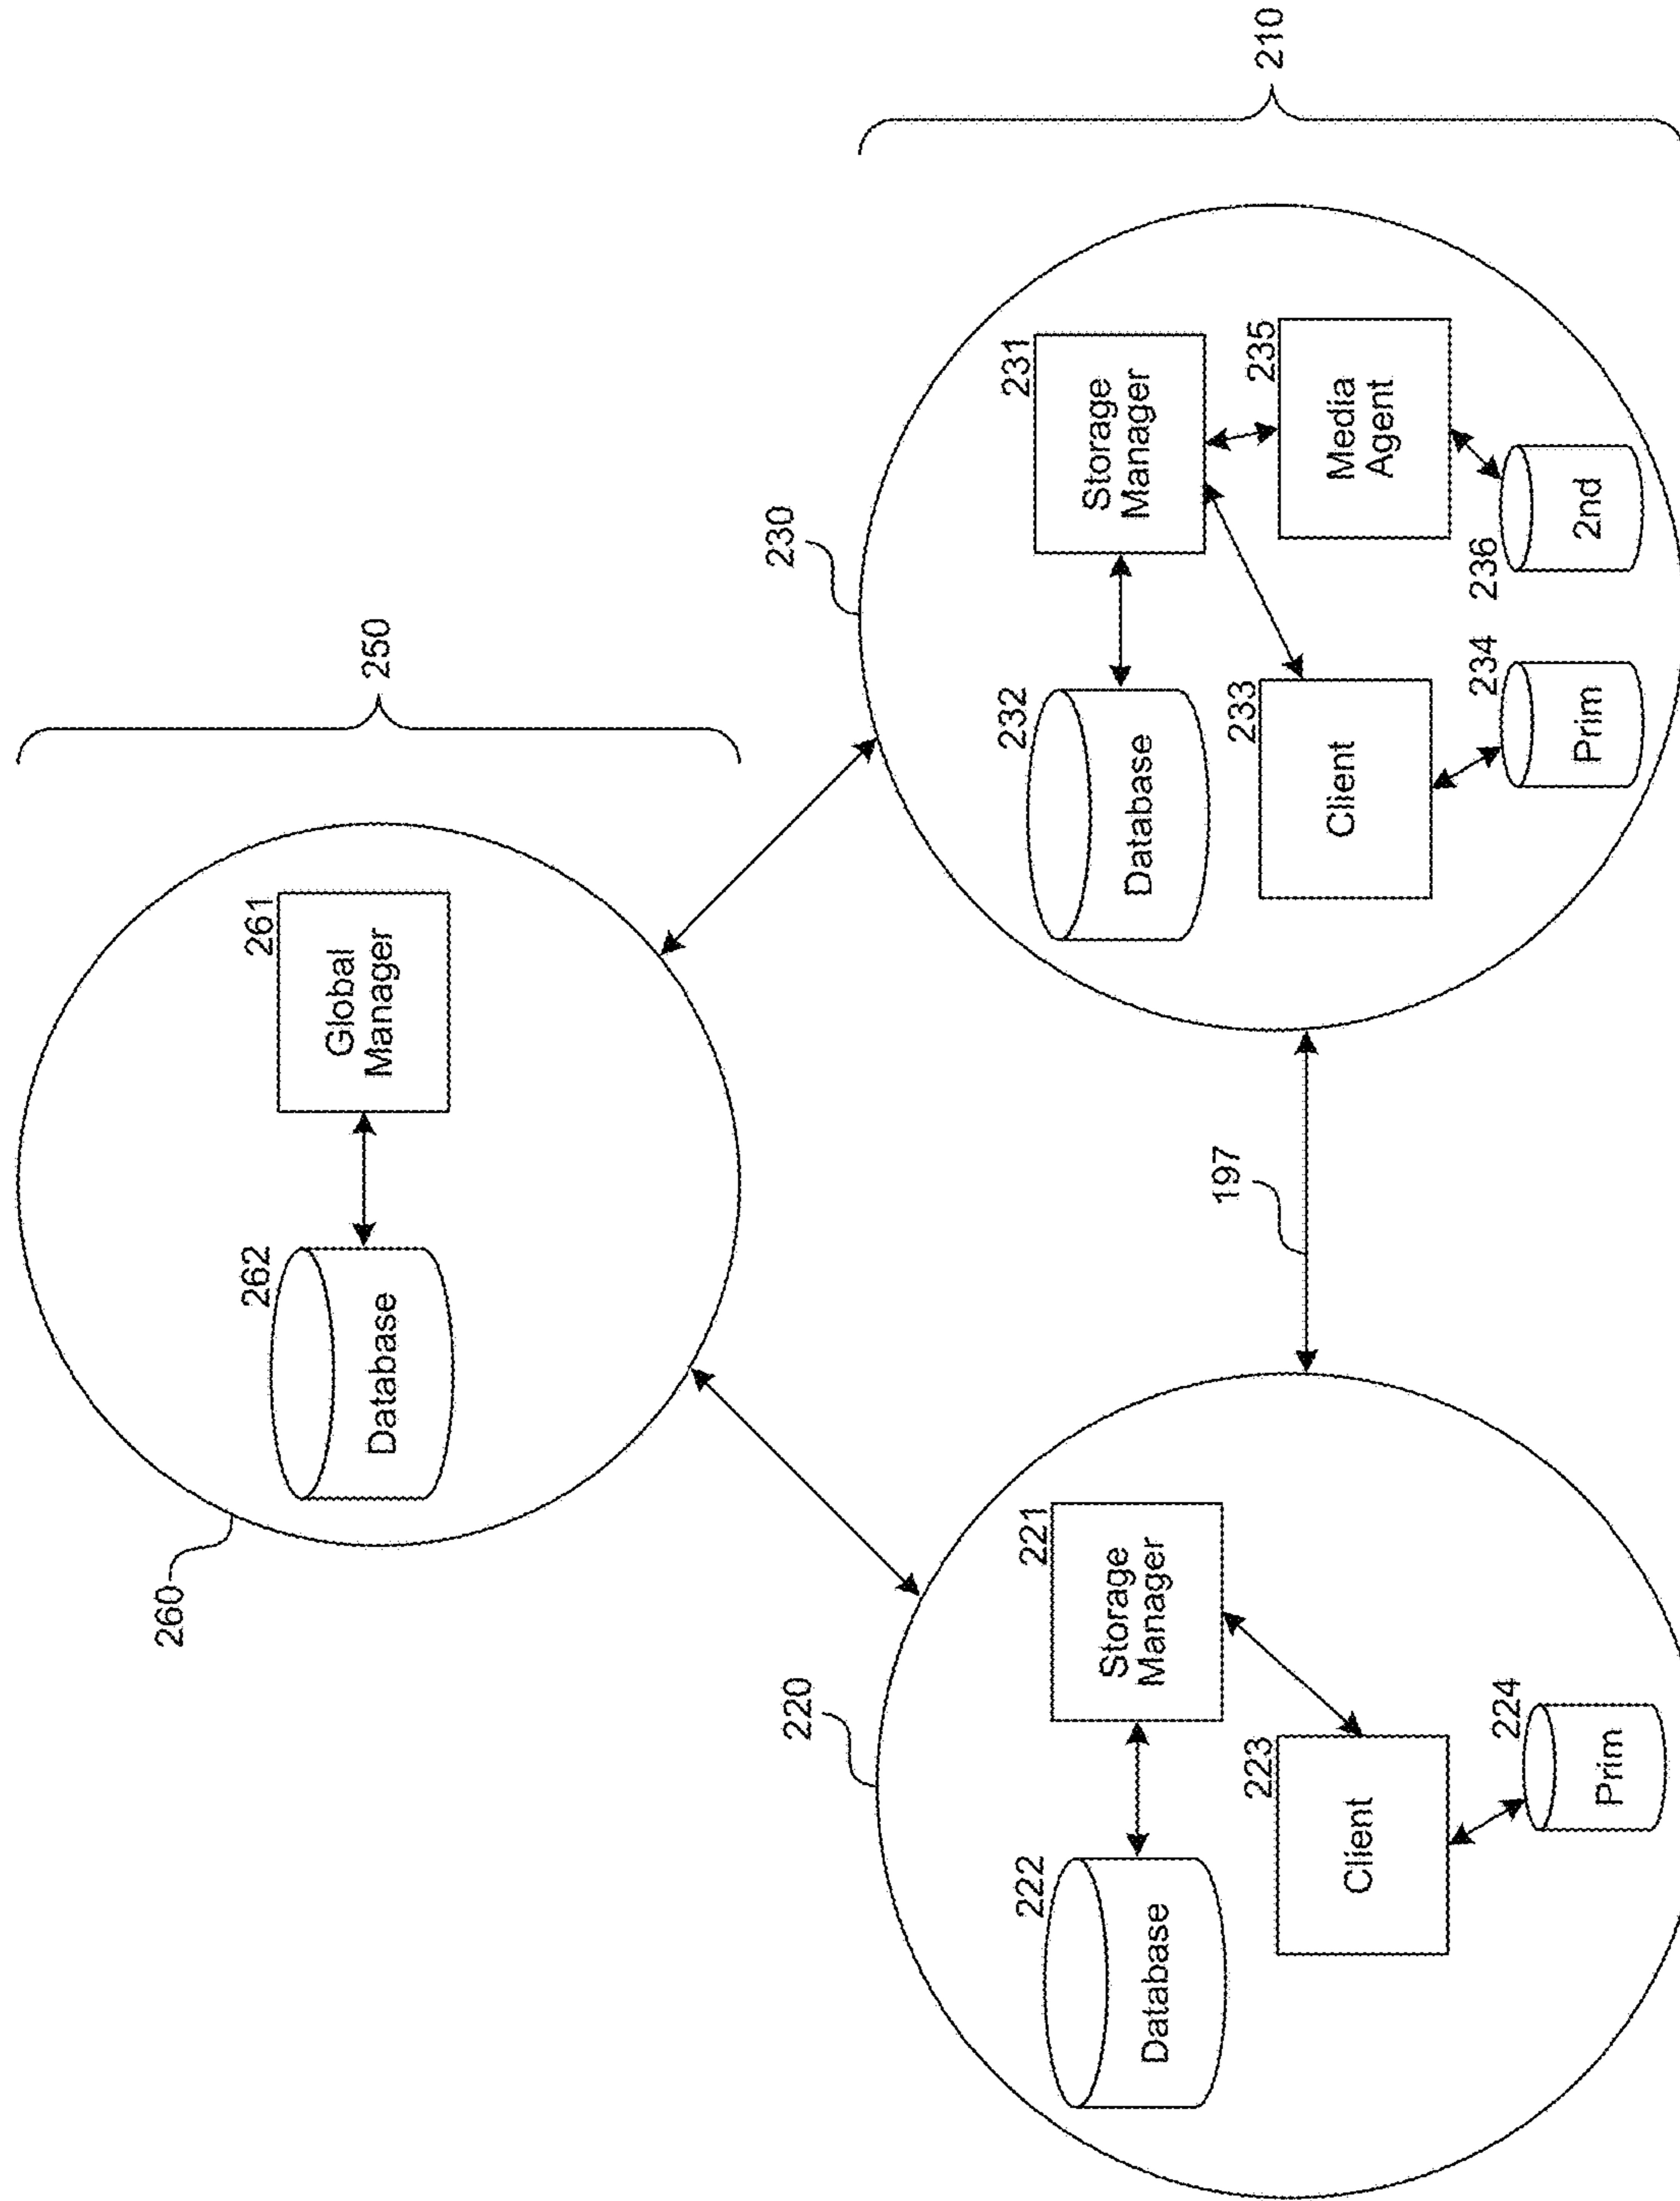 260
262
Database
261
Global
Manager
250
220
222
Database
221
Storage
Manager
223
Client
224
Prim
197
230
232
Database
231
Storage
Manager
233
Client
235
Media
Agent
234
Prim
236
2nd
210